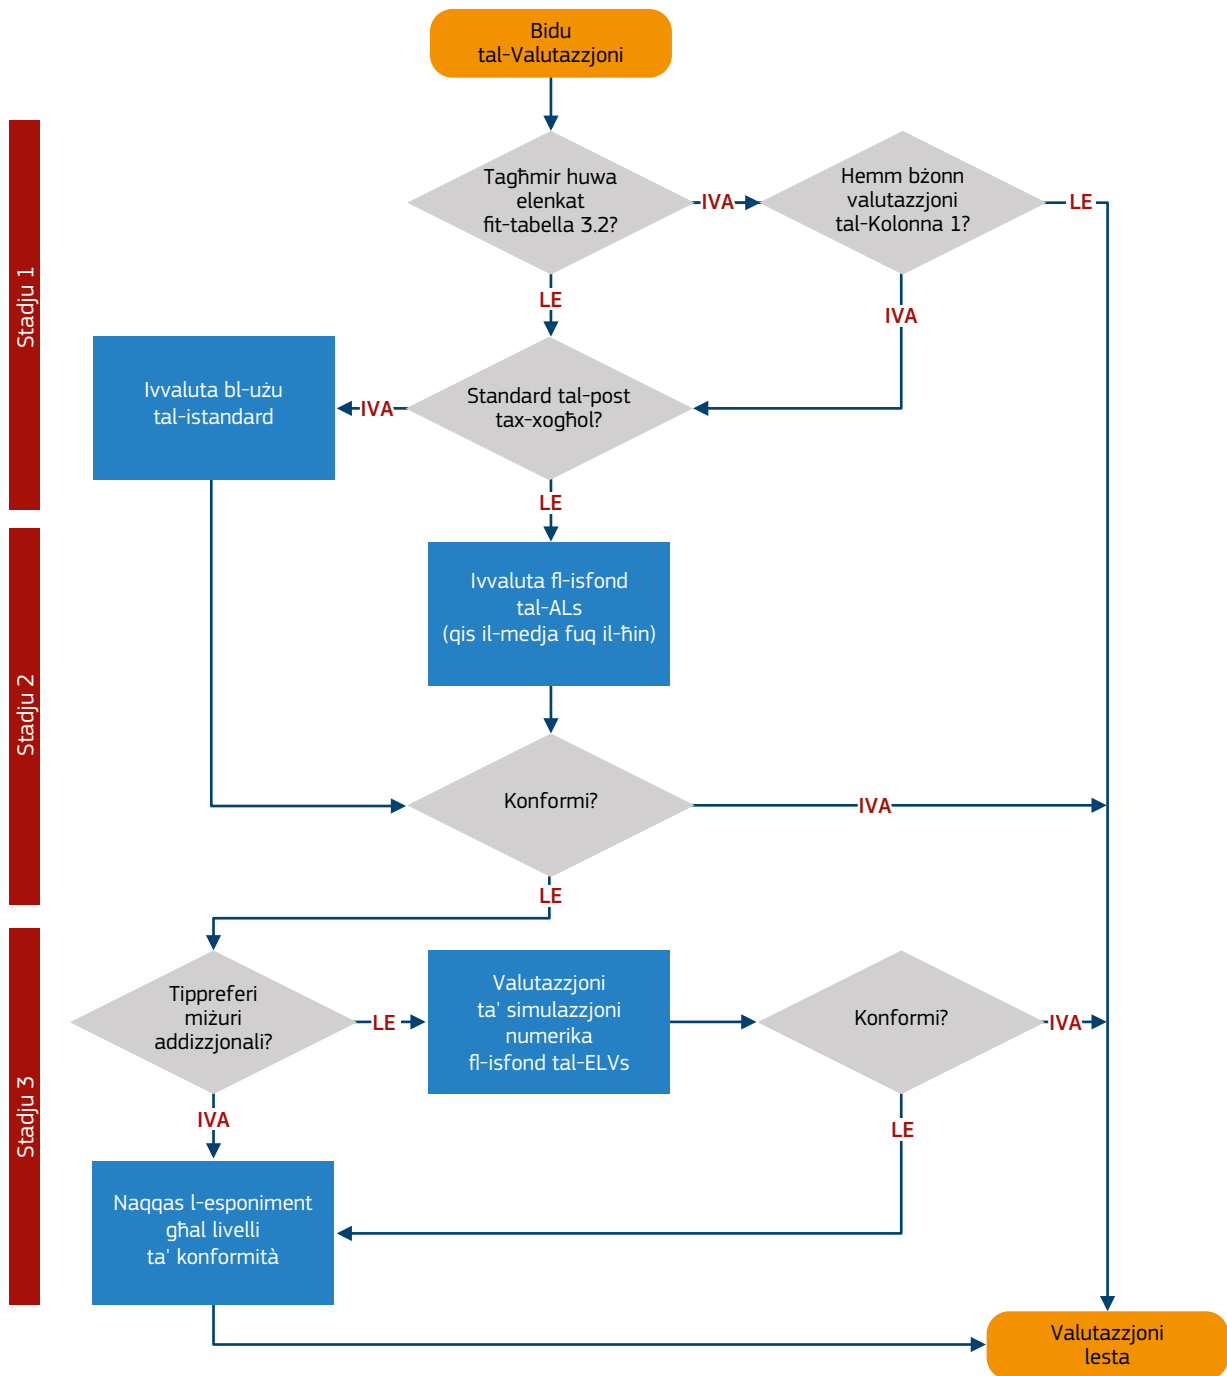 Bidu
tal-Valutazzjoni
Stadju 1
Tagħmir huwa
elenkat
fit-tabella 3.2?
IVA
Hemm bżonn
valutazzjoni
tal-Kolonna 1?
LE
LE
IVA
Ivvaluta bl-użu
tal-istandard
IVA
Standard tal-post
tax-xogħol?
LE
Stadju 2
Ivvaluta fl-isfond
tal-ALs
(qis il-medja fuq il-ħin)
Konformi?
IVA
LE
Stadju 3
Tippreferi
miżuri
addizzjonali?
LE
Valutazzjoni
ta' simulazzjoni
numerika
fl-isfond tal-ELVs
Konformi?
IVA
IVA
LE
Naqqas l-esponiment
għal livelli
ta' konformità
Valutazzjoni
lesta